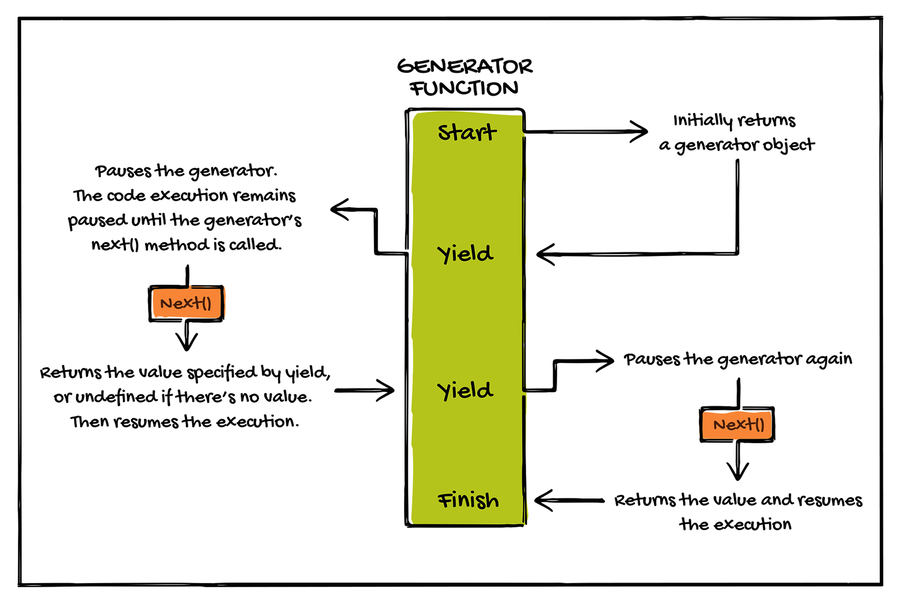 GENERATOR
FUNCTION
Start
Initially returns
a generator object
Pauses the generator.
The code execution remains
paused until the generator's
next() method is called.
Yield
Next()
Returns the value specified by yield,
or undefined if there's no value.
Then resumes the execution.
Yield
Pauses the generator again
Next()
Returns the value and resumes
the execution
Finish